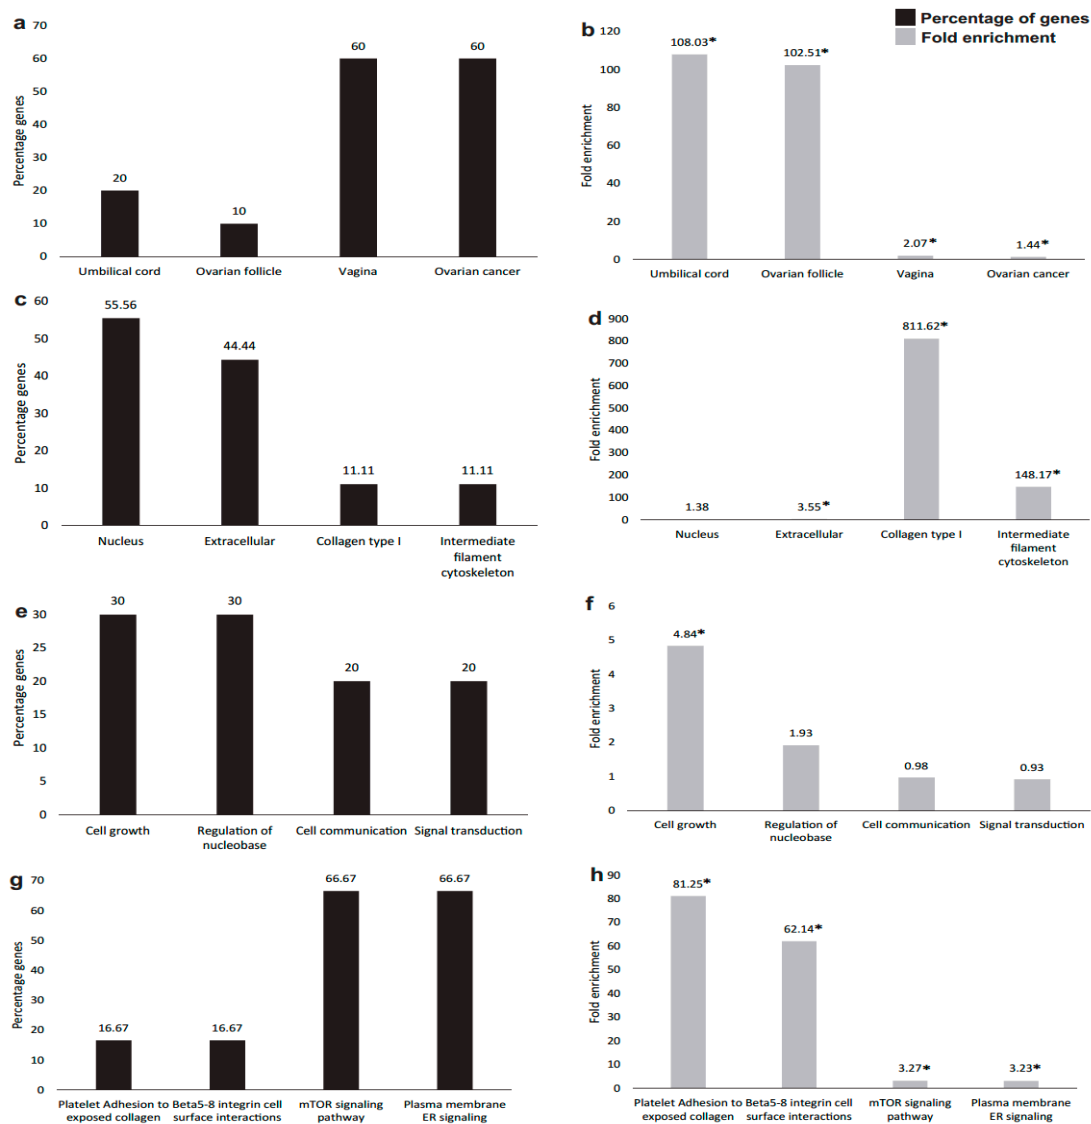 a
70
60
50
40
30
20
10
0
Percentage genes
20
10
60
60
Umbilical cord
Ovarian follicle
Vagina
Ovarian cancer
b
Percentage of genes
Fold enrichment
120
100
80
60
40
20
0
Fold enrichment
108.03*
102.51*
2.07*
1.44*
Umbilical cord
Ovarian follicle
Vagina
Ovarian cancer
c
60
50
40
30
20
10
0
Percentage genes
55.56
44.44
11.11
11.11
Nucleus
Extracellular
Collagen type I
Intermediate
filament
cytoskeleton
d
900
800
700
600
500
400
300
200
100
0
Fold enrichment
1.38
3.55*
811.62*
148.17*
Nucleus
Extracellular
Collagen type I
Intermediate
filament
cytoskeleton
e
30
25
20
15
10
5
0
Percentage genes
30
30
20
20
Cell growth
Regulation of
nucleobase
Cell communication
Signal transduction
f
6
5
4
3
2
1
0
Fold enrichment
4.84*
1.93
0.98
0.93
Cell growth
Regulation of
nucleobase
Cell communication
Signal transduction
g
70
60
50
40
30
20
10
0
Percentage genes
16.67
16.67
66.67
66.67
Platelet Adhesion to
exposed collagen
Beta5-8 integrin cell
surface interactions
mTOR signaling
pathway
Plasma membrane
ER signaling
h
90
80
70
60
50
40
30
20
10
0
Fold enrichment
81.25*
62.14*
3.27*
3.23*
Platelet Adhesion to
exposed collagen
Beta5-8 integrin cell
surface interactions
mTOR signaling
pathway
Plasma membrane
ER signaling